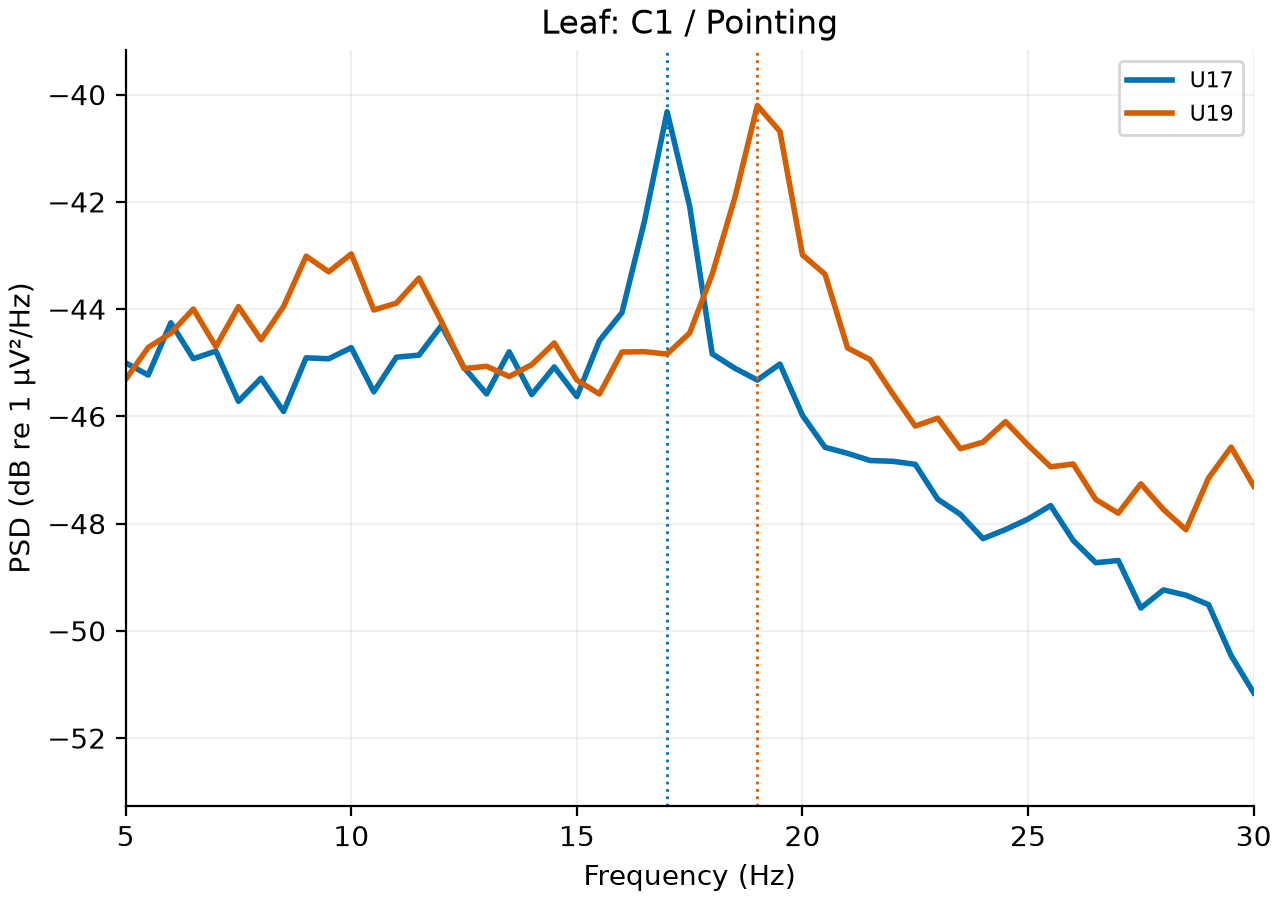 Leaf: C1 / Pointing
U17
U19
PSD (dB re 1 µV²/Hz)
−40
−42
−44
−46
−48
−50
−52
5 10 15 20 25 30
Frequency (Hz)